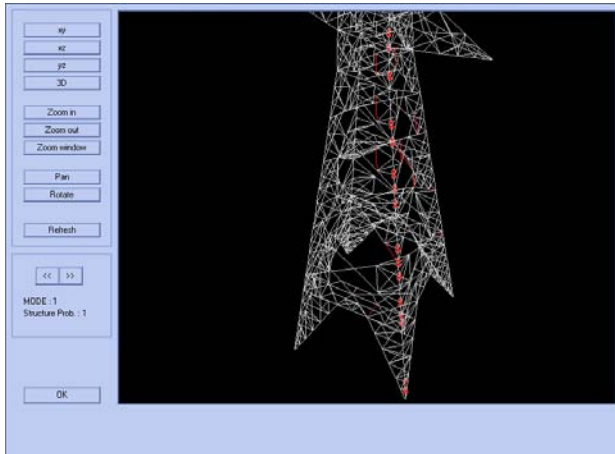 xy
xz
yz
3D
Zoom in
Zoom out
Zoom window
Pan
Rotate
Refresh
<< >>
MODE : 1
Structure Prob. : 1
OK